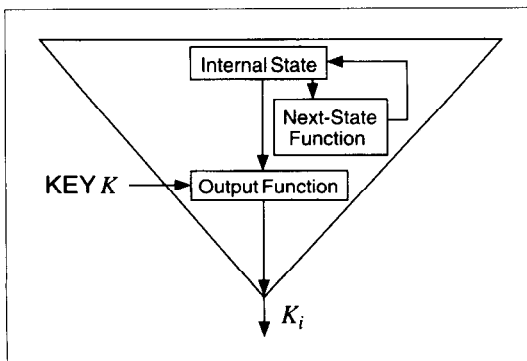 Internal State
Next-State
Function
KEY K
Output Function
K_i